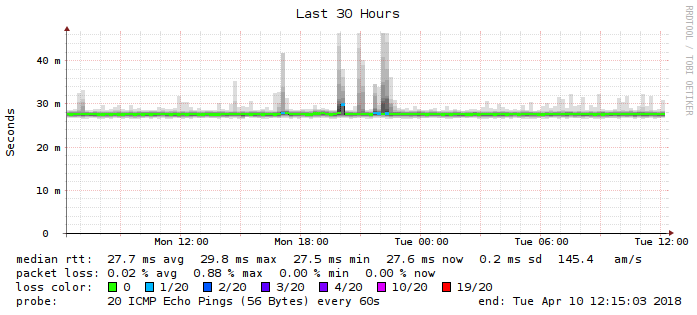 Last 30 Hours
RRDTOOL / TOBI OETIKER
Seconds
40 m
30 m
20 m
10 m
0
Mon 12:00 Mon 18:00 Tue 00:00 Tue 06:00 Tue 12:00
median rtt: 27.7 ms avg 29.8 ms max 27.5 ms min 27.6 ms now 0.2 ms sd 145.4 am/s
packet loss: 0.02 % avg 0.88 % max 0.00 % min 0.00 % now
loss color: 0 1/20 2/20 3/20 4/20 10/20 19/20
probe: 20 ICMP Echo Pings (56 Bytes) every 60s end: Tue Apr 10 12:15:03 2018